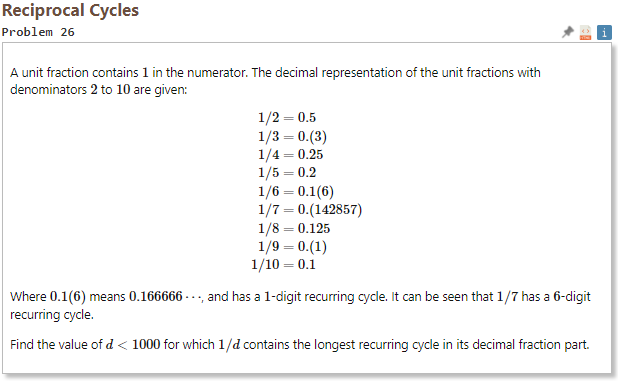 Reciprocal Cycles
Problem 26
i
A unit fraction contains 1 in the numerator. The decimal representation of the unit fractions with
denominators 2 to 10 are given:
1/2 = 0.5
1/3 = 0.(3)
1/4 = 0.25
1/5 = 0.2
1/6 = 0.1(6)
1/7 = 0.(142857)
1/8 = 0.125
1/9 = 0.(1)
1/10 = 0.1
Where 0.1(6) means 0.166666⋯, and has a 1-digit recurring cycle. It can be seen that 1/7 has a 6-digit
recurring cycle.
Find the value of d < 1000 for which 1/d contains the longest recurring cycle in its decimal fraction part.